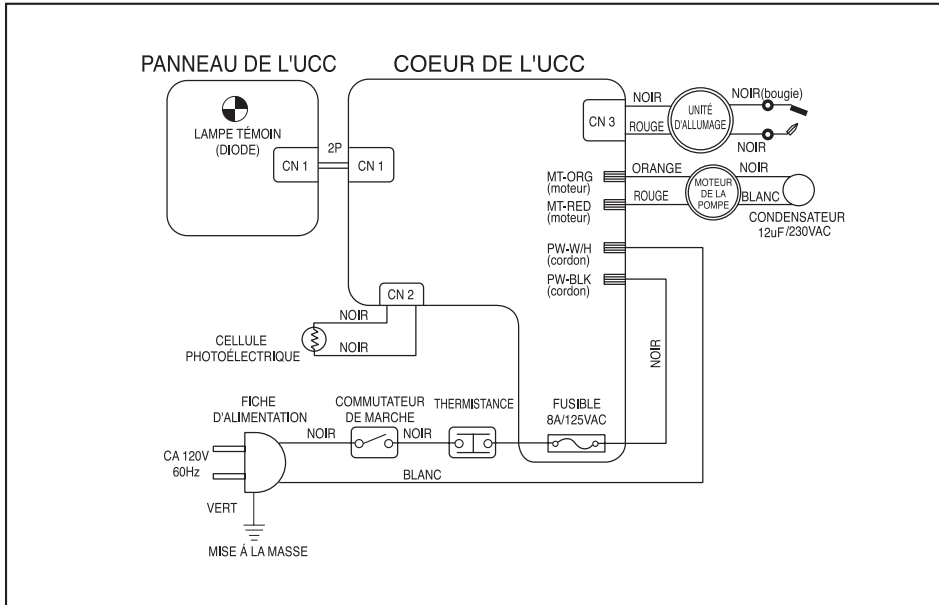 PANNEAU DE L'UCC
COEUR DE L'UCC
LAMPE TÉMOIN
(DIODE)
CN 1
2P
CN 1
CN 3
NOIR
ROUGE
UNITÉ
D'ALLUMAGE
NOIR(bougie)
NOIR
MT-ORG
(moteur)
ORANGE
MT-RED
(moteur)
ROUGE
MOTEUR
DE LA
POMPE
NOIR
BLANC
CONDENSATEUR
12uF/230VAC
PW-W/H
(cordon)
PW-BLK
(cordon)
CN 2
NOIR
NOIR
CELLULE
PHOTOÉLECTRIQUE
NOIR
FICHE
D'ALIMENTATION
COMMUTATEUR
DE MARCHE
THERMISTANCE
FUSIBLE
8A/125VAC
NOIR
NOIR
CA 120V
60Hz
BLANC
VERT
MISE Á LA MASSE